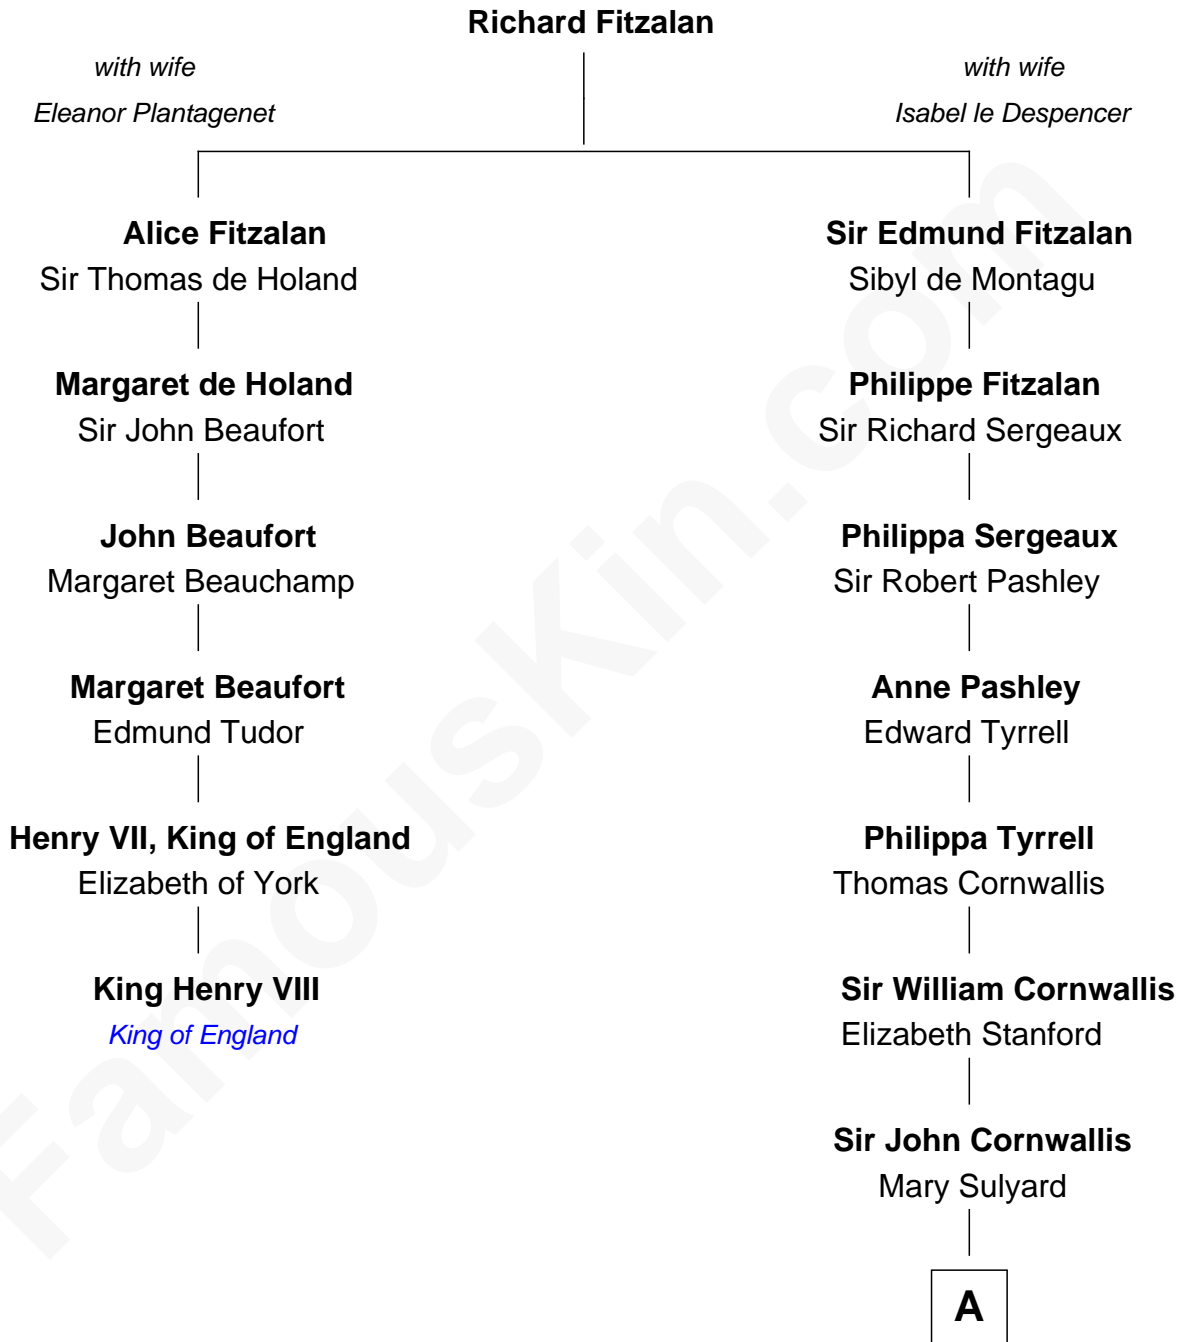 Richard Fitzalan
with wife
Eleanor Plantagenet
with wife
Isabel le Despencer
Alice Fitzalan
Sir Thomas de Holand
Margaret de Holand
Sir John Beaufort
John Beaufort
Margaret Beauchamp
Margaret Beaufort
Edmund Tudor
Henry VII, King of England
Elizabeth of York
King Henry VIII
King of England
Sir Edmund Fitzalan
Sibyl de Montagu
Philippe Fitzalan
Sir Richard Sergeaux
Philippa Sergeaux
Sir Robert Pashley
Anne Pashley
Edward Tyrrell
Philippa Tyrrell
Thomas Cornwallis
Sir William Cornwallis
Elizabeth Stanford
Sir John Cornwallis
Mary Sulyard
A
FamousKin.com